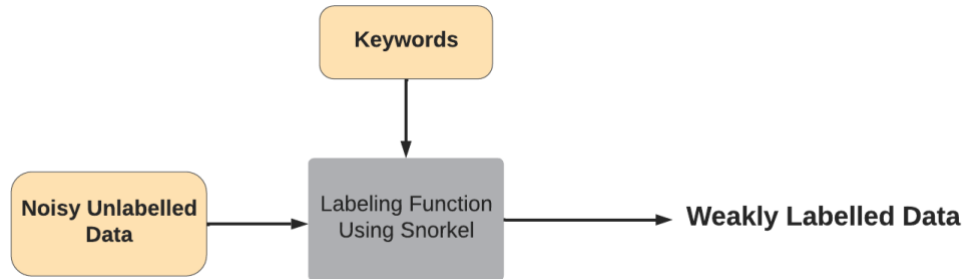 Keywords
Noisy Unlabelled
Data
Labeling Function
Using Snorkel
Weakly Labelled Data